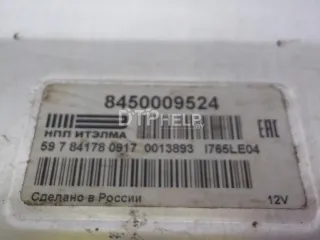 8450009524
DTPHELP
НПП ИТЭЛМА
EAC
59 7 84178 0917 0013893 I765LE04
Сделано в России
12V